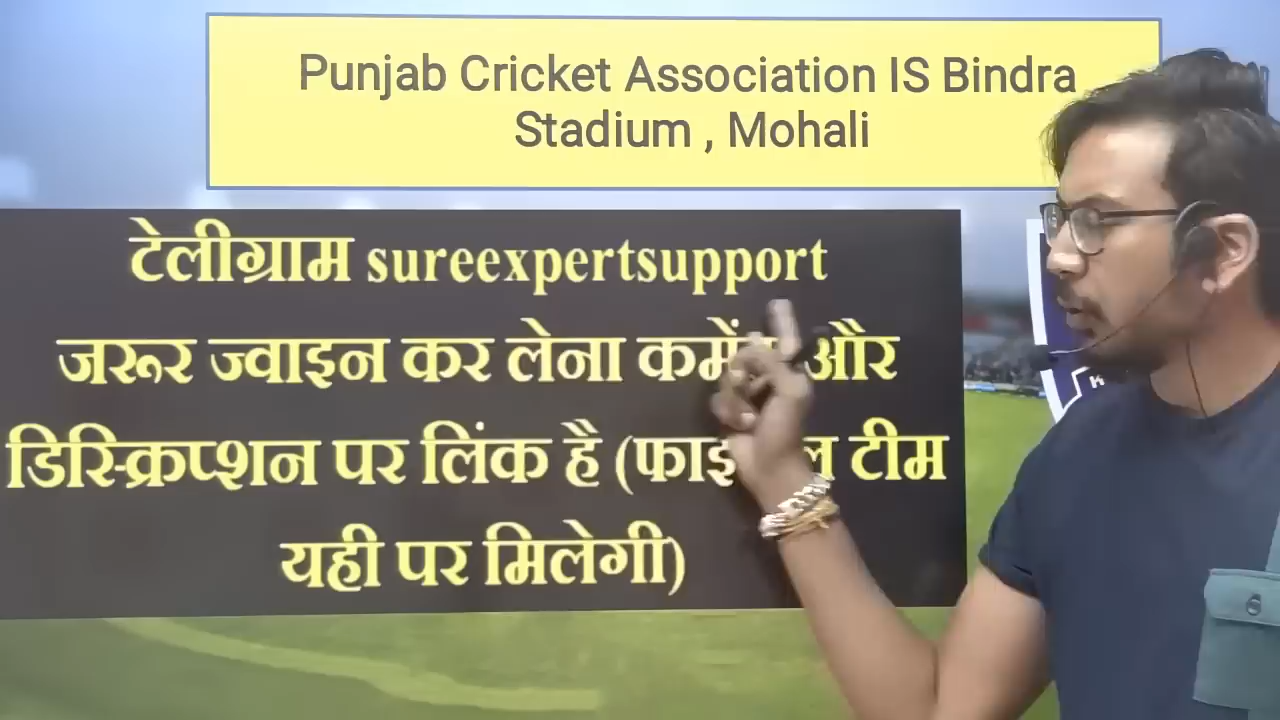 Punjab Cricket Association IS Bindra
Stadium , Mohali
टेलीग्राम sureexpertsupport
जरूर ज्वाइन कर लेना और
डिस्क्रिप्शन पर लिंक है टीम
यही पर मिलेगी)